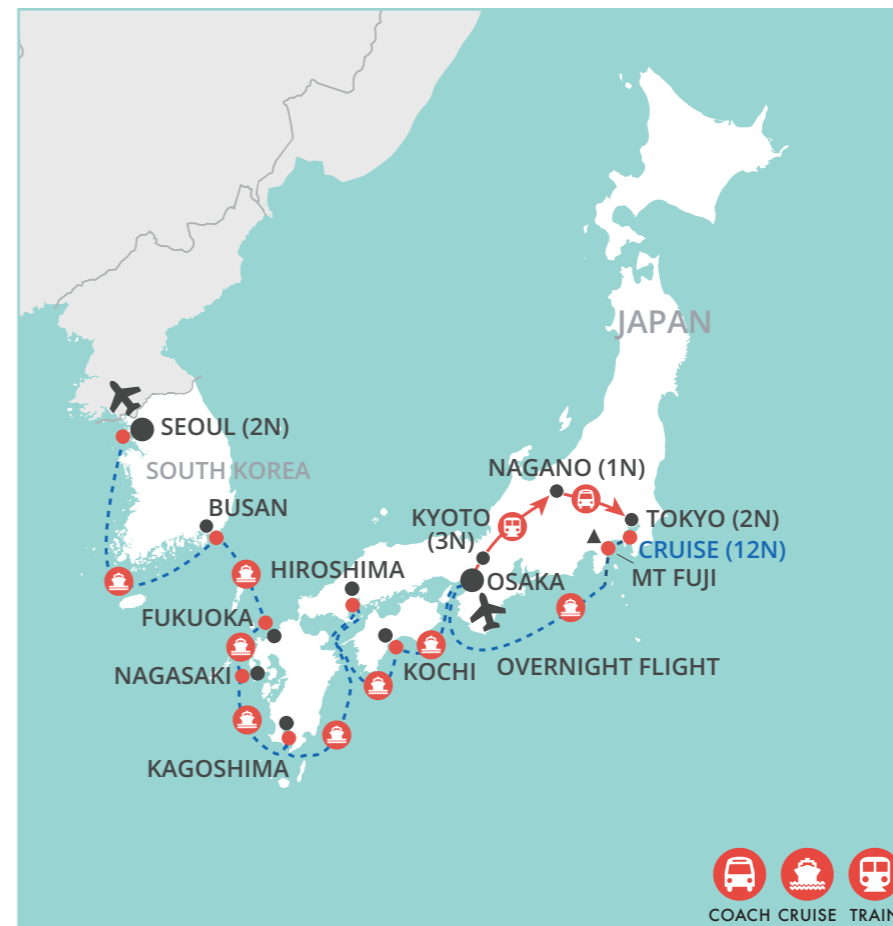 JAPAN
SEOUL (2N)
SOUTH KOREA
NAGANO (1N)
BUSAN
KYOTO
(3N)
TOKYO (2N)
CRUISE (12N)
HIROSHIMA
OSAKA
MT FUJI
FUKUOKA
NAGASAKI
KOCHI
OVERNIGHT FLIGHT
KAGOSHIMA
COACH CRUISE TRAIN